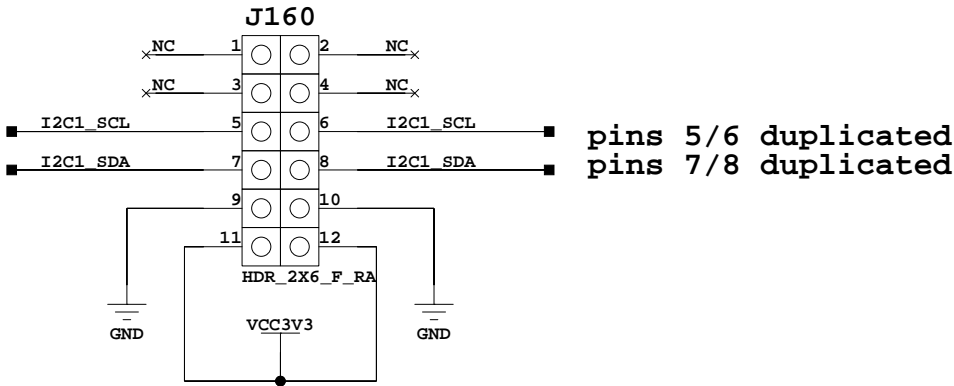 J160
NC 1 2 NC
NC 3 4 NC
I2C1_SCL 5 6 I2C1_SCL
pins 5/6 duplicated
I2C1_SDA 7 8 I2C1_SDA
pins 7/8 duplicated
9 10
11 12
HDR_2X6_F_RA
GND VCC3V3 GND